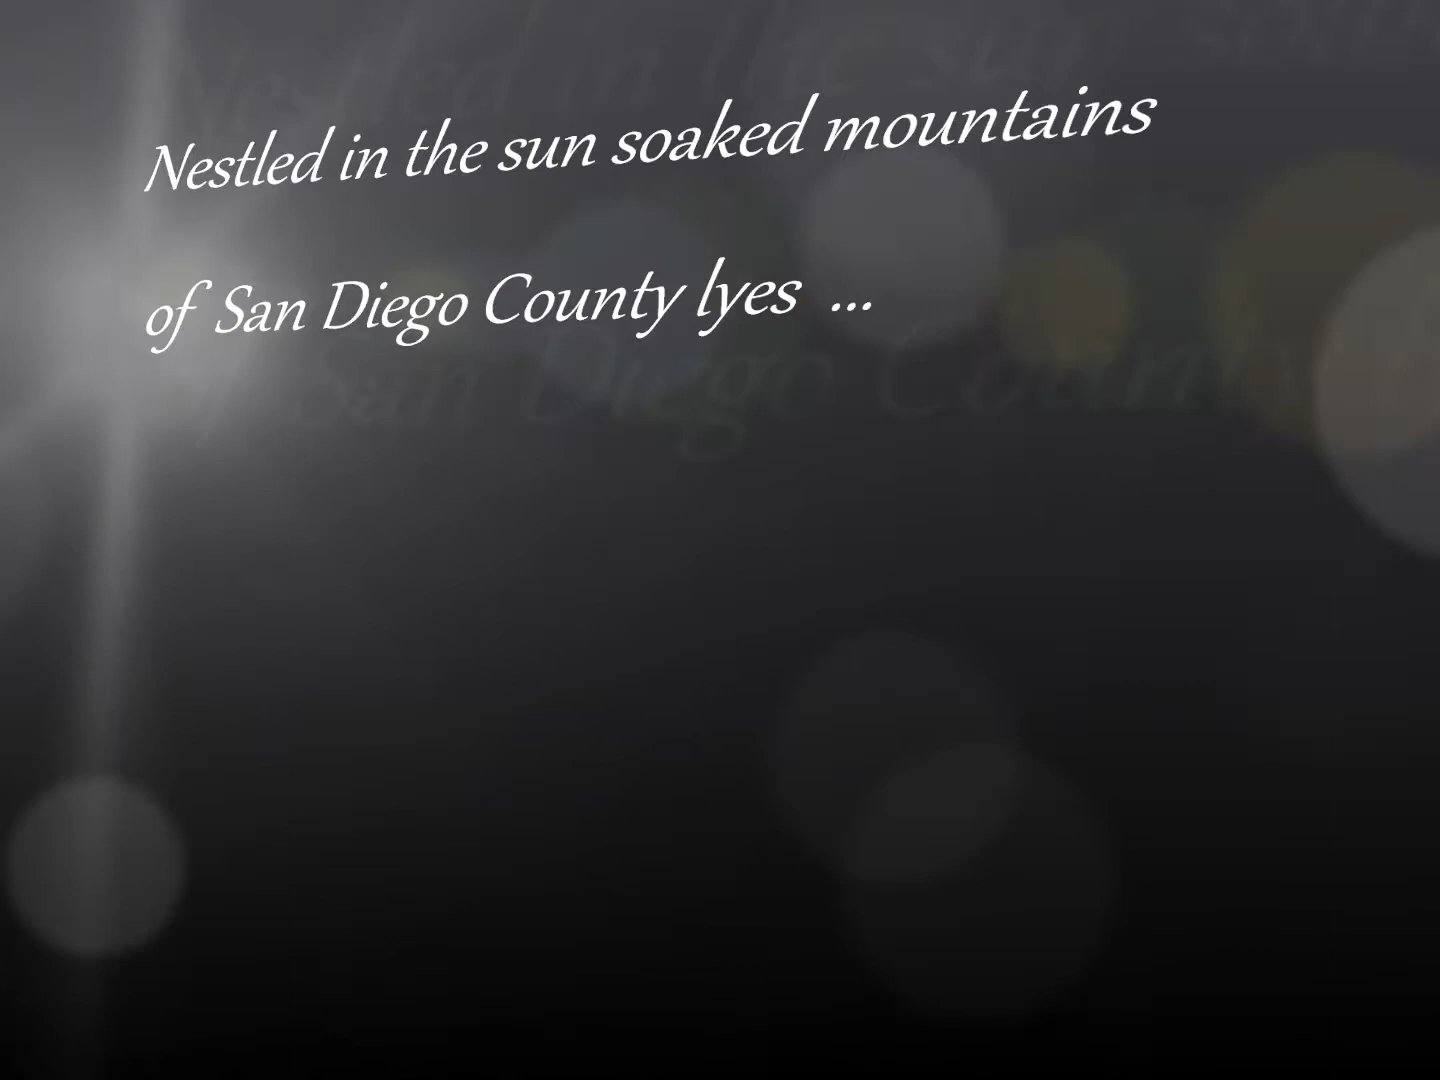 Nestled in the sun soaked mountains
of San Diego County lyes ...